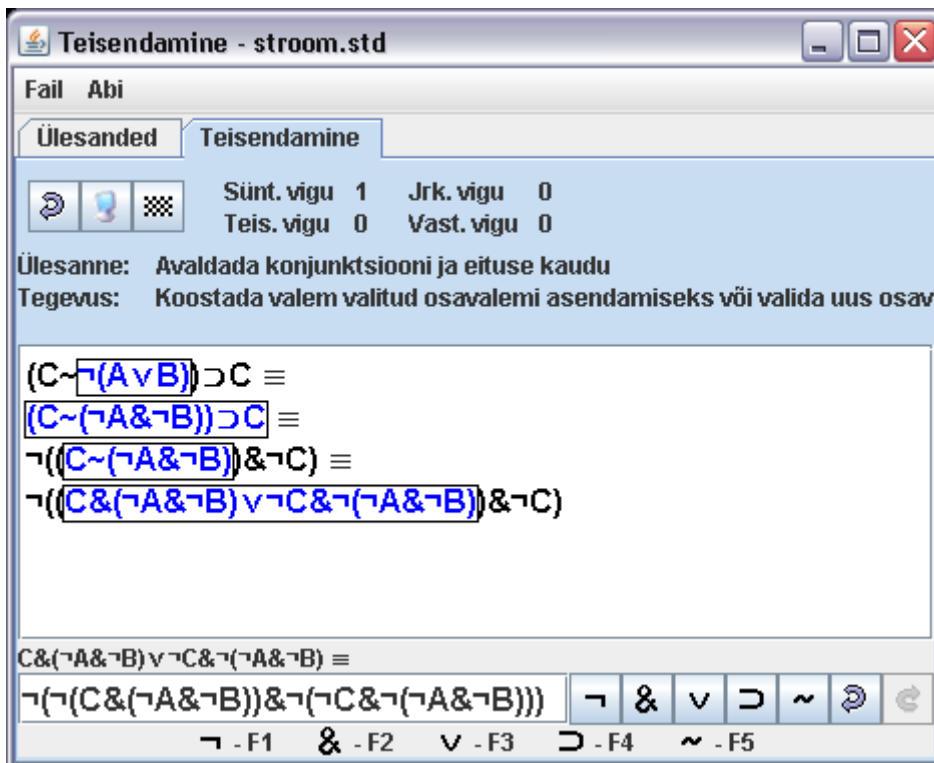 Teisendamine - stroom.std
Fail Abi
Ülesanded Teisendamine
Sünt. vigu 1 Jrk. vigu 0
Teis. vigu 0 Vast. vigu 0
Ülesanne: Avaldada konjunktsiooni ja eituse kaudu
Tegevus: Koostada valem valitud osavalemi asendamiseks või valida uus osav
(C~¬(A∨B))⊃C ≡
(C~(¬A&¬B))⊃C ≡
¬((C~(¬A&¬B))&¬C) ≡
¬((C&(¬A&¬B)∨¬C&¬(¬A&¬B))&¬C)
C&(¬A&¬B)∨¬C&¬(¬A&¬B) ≡
¬(¬(C&(¬A&¬B))&¬(¬C&¬(¬A&¬B))) ¬ & ∨ ⊃ ~
¬ - F1 & - F2 ∨ - F3 ⊃ - F4 ~ - F5